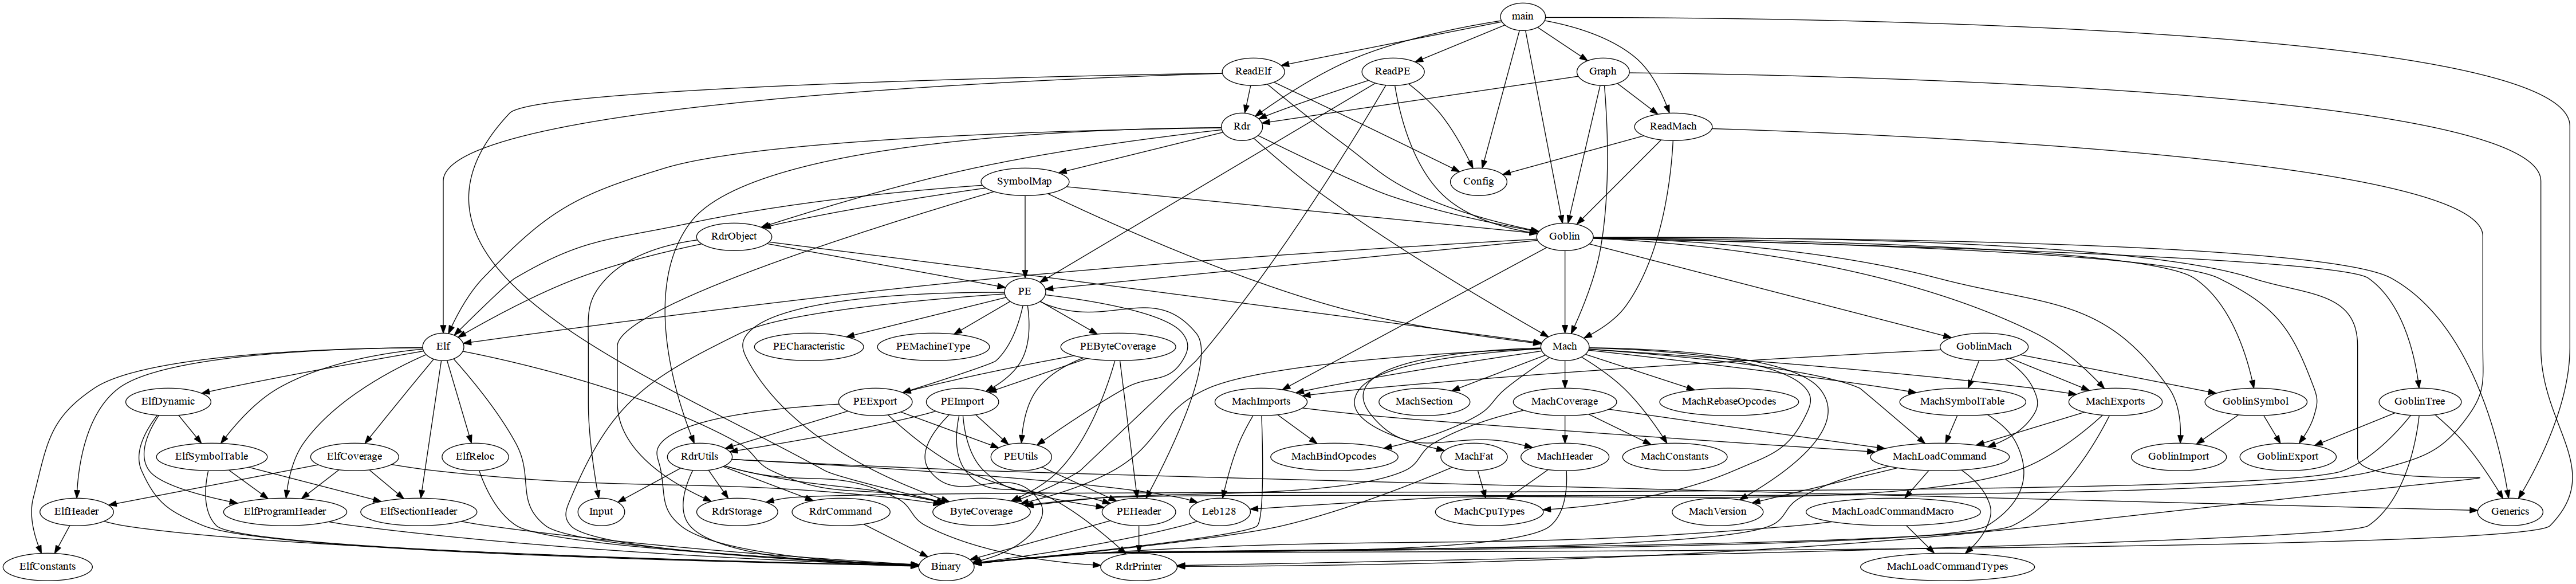 main
ReadElf
ReadPE
Graph
Rdr
ReadMach
SymbolMap
Config
RdrObject
Goblin
PE
Elf
PECharacteristic
PEMachineType
PEByteCoverage
Mach
GoblinMach
ElfDynamic
PEExport
PEImport
MachImports
MachSection
MachCoverage
MachRebaseOpcodes
MachSymbolTable
MachExports
GoblinSymbol
GoblinTree
ElfSymbolTable
ElfCoverage
ElfReloc
RdrUtils
PEUtils
MachBindOpcodes
MachFat
MachHeader
MachConstants
MachLoadCommand
GoblinImport
GoblinExport
ElfHeader
ElfProgramHeader
ElfSectionHeader
Input
RdrStorage
RdrCommand
ByteCoverage
PEHeader
Leb128
MachCpuTypes
MachVersion
MachLoadCommandMacro
Generics
ElfConstants
Binary
RdrPrinter
MachLoadCommandTypes